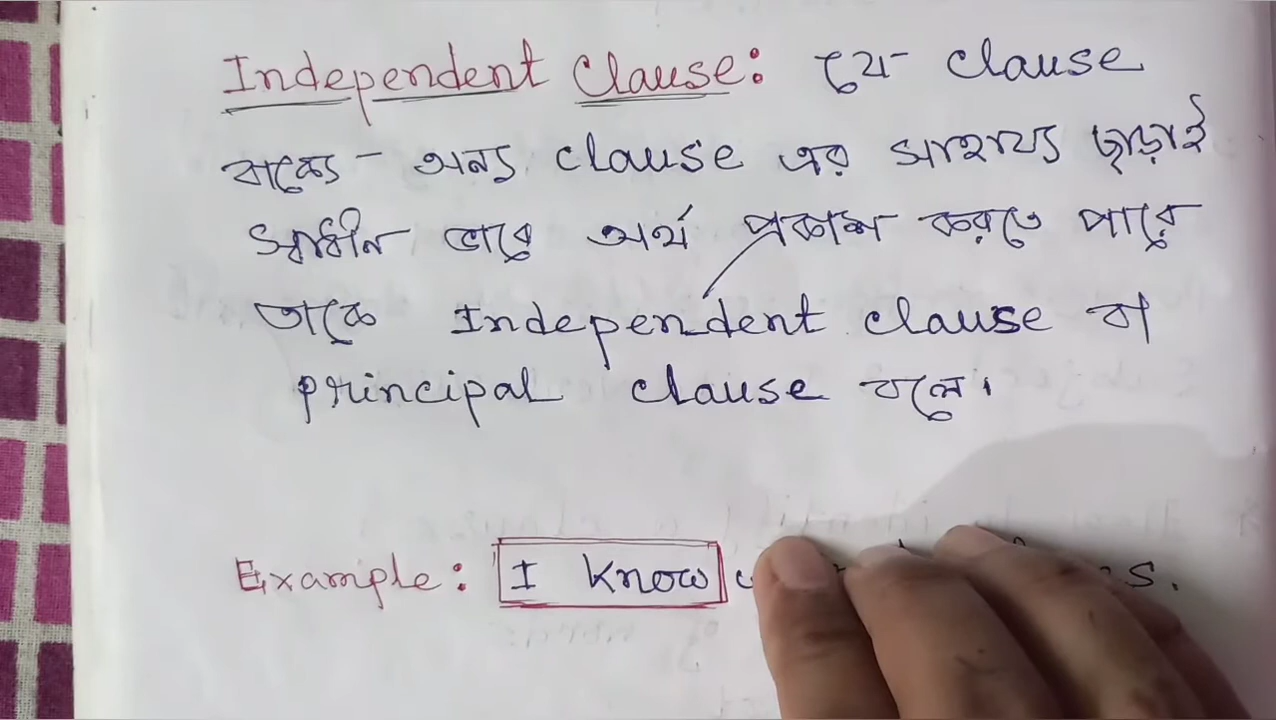 Independent Clause: যে clause
বাক্যে অন্য clause এর সাহায্য ছাড়াই
স্বাধীন ভাবে অর্থ প্রকাশ করতে পারে
তাকে Independent clause বা
principal clause বলে।
Example: I know